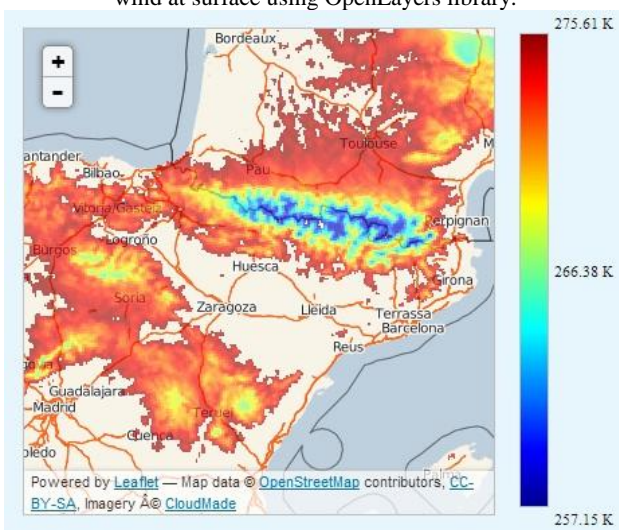 wind at surface using OpenLayers library.
275.61 K
+
-
Bordeaux
Toulouse
M
antander
Bilbao
Pau
Vitoria/Gasteiz
Perpignan
Logroño
Burgos
Huesca
266.38 K
Girona
Soria
Zaragoza
Lleida
Terrassa
Barcelona
Reus
Guadalajara
Madrid
Teruel
Cuenca
oledo
Palma
Powered by Leaflet — Map data © OpenStreetMap contributors, CC-
BY-SA, Imagery Â© CloudMade
257.15 K